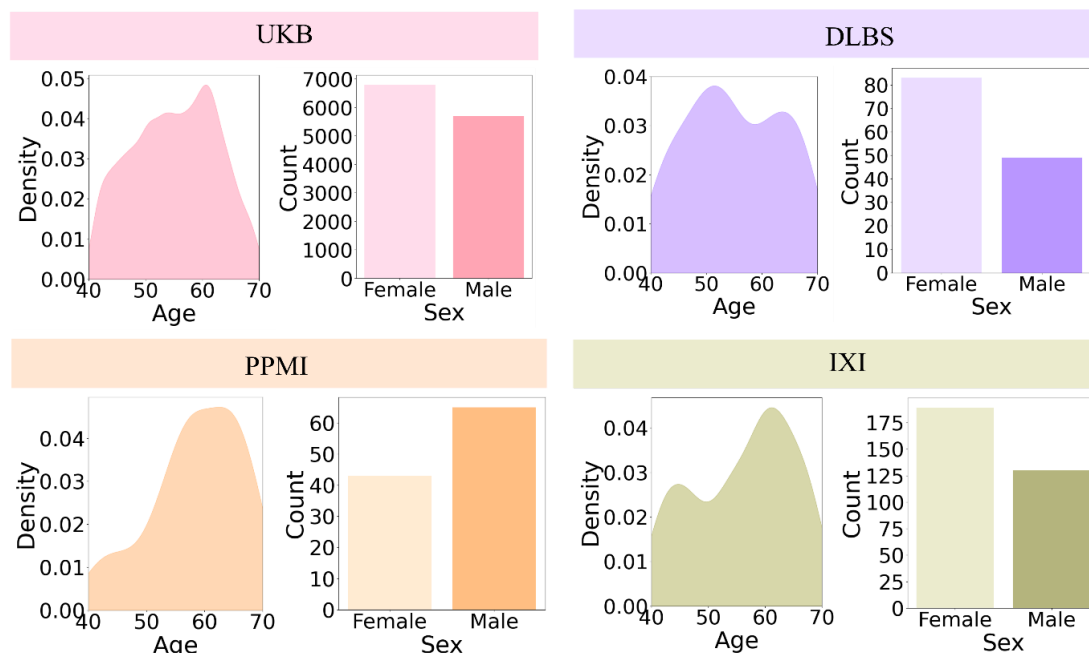 UKB
0.05
0.04
0.03
0.02
0.01
0.00
Density
40 50 60 70
Age
7000
6000
5000
4000
3000
2000
1000
0
Count
Female Male
Sex
DLBS
0.04
0.03
0.02
0.01
0.00
Density
40 50 60 70
Age
80
70
60
50
40
30
20
10
0
Count
Female Male
Sex
PPMI
0.04
0.03
0.02
0.01
0.00
Density
40 50 60 70
Age
60
50
40
30
20
10
0
Count
Female Male
Sex
IXI
0.04
0.03
0.02
0.01
0.00
Density
40 50 60 70
Age
175
150
125
100
75
50
25
0
Count
Female Male
Sex